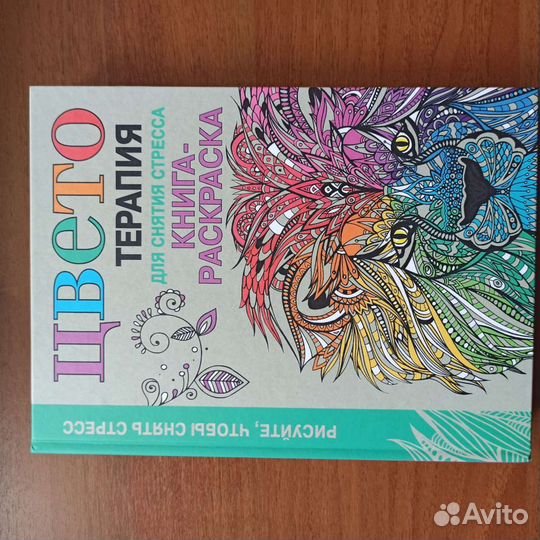 ЦВЕТО
ТЕРАПИЯ
ДЛЯ СНЯТИЯ СТРЕССА
КНИГА-
РАСКРАСКА
РИСУЙТЕ, ЧТОБЫ СНЯТЬ СТРЕСС
Avito